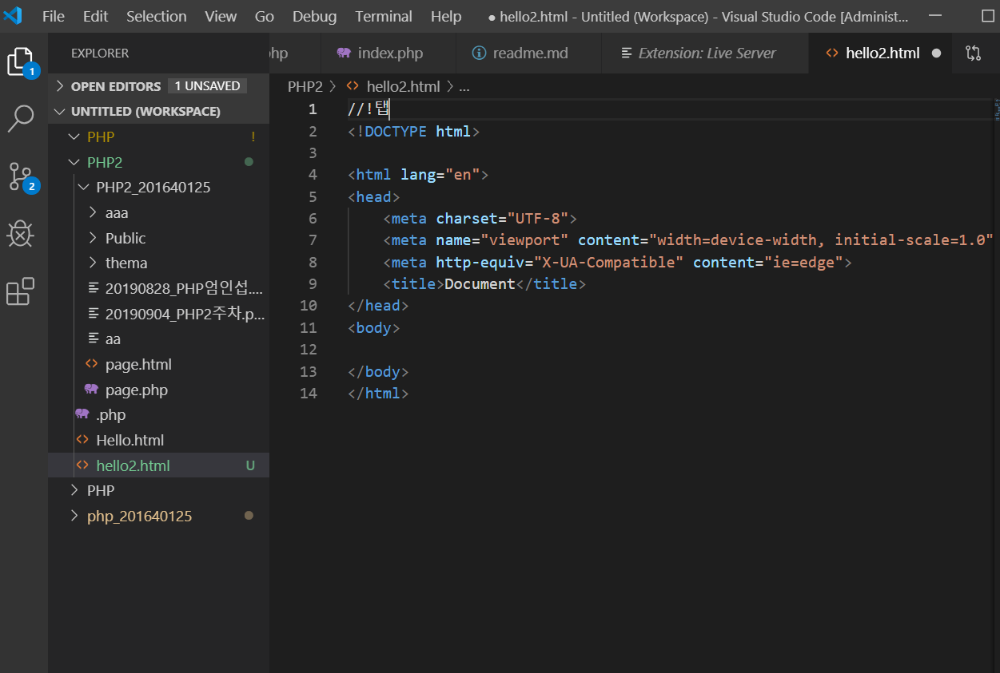 File Edit Selection View Go Debug Terminal Help ● hello2.html - Untitled (Workspace) - Visual Studio Code [Administ...
EXPLORER
hp index.php readme.md Extension: Live Server hello2.html
OPEN EDITORS 1 UNSAVED
UNTITLED (WORKSPACE)
PHP !
PHP2
PHP2_201640125
aaa
Public
thema
20190828_PHP엄인섭....
20190904_PHP2주차.p...
aa
page.html
page.php
.php
Hello.html
hello2.html U
PHP
php_201640125
1
2
PHP2 > hello2.html > ...
1 //!탭
2 <!DOCTYPE html>
3
4 <html lang="en">
5 <head>
6 <meta charset="UTF-8">
7 <meta name="viewport" content="width=device-width, initial-scale=1.0"
8 <meta http-equiv="X-UA-Compatible" content="ie=edge">
9 <title>Document</title>
10 </head>
11 <body>
12
13 </body>
14 </html>